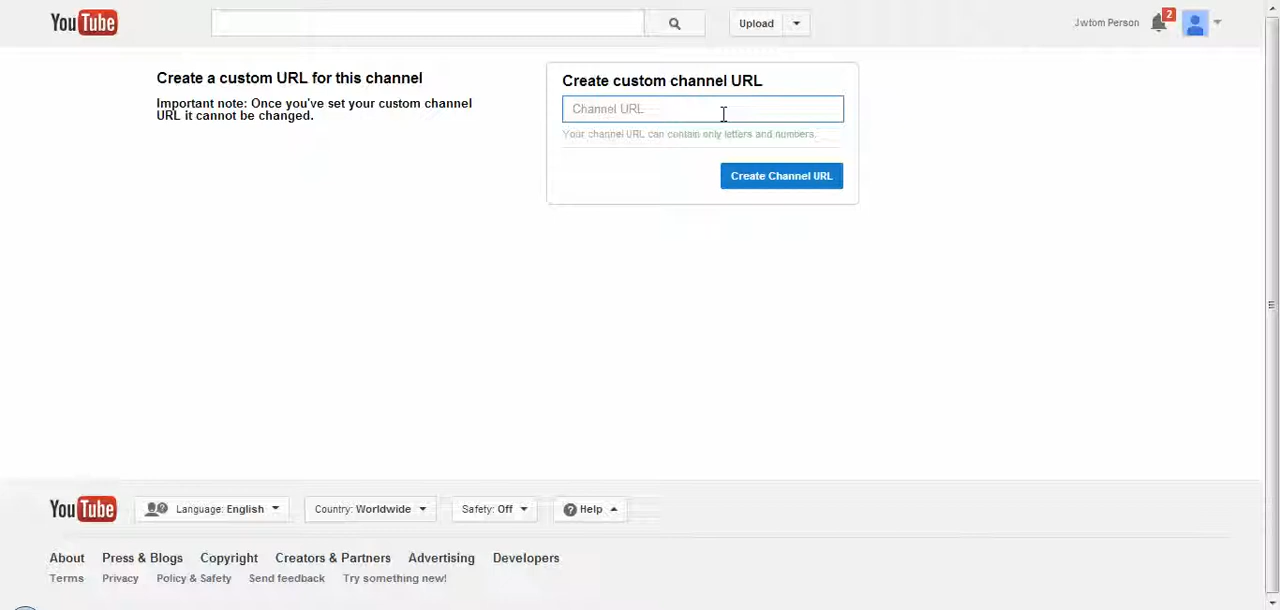 YouTube
Upload
Jwtom Person
2
Create a custom URL for this channel
Important note: Once you've set your custom channel
URL it cannot be changed.
Create custom channel URL
Channel URL
Your channel URL can contain only letters and numbers.
Create Channel URL
YouTube
Language: English
Country: Worldwide
Safety: Off
Help
About Press & Blogs Copyright Creators & Partners Advertising Developers
Terms Privacy Policy & Safety Send feedback Try something new!